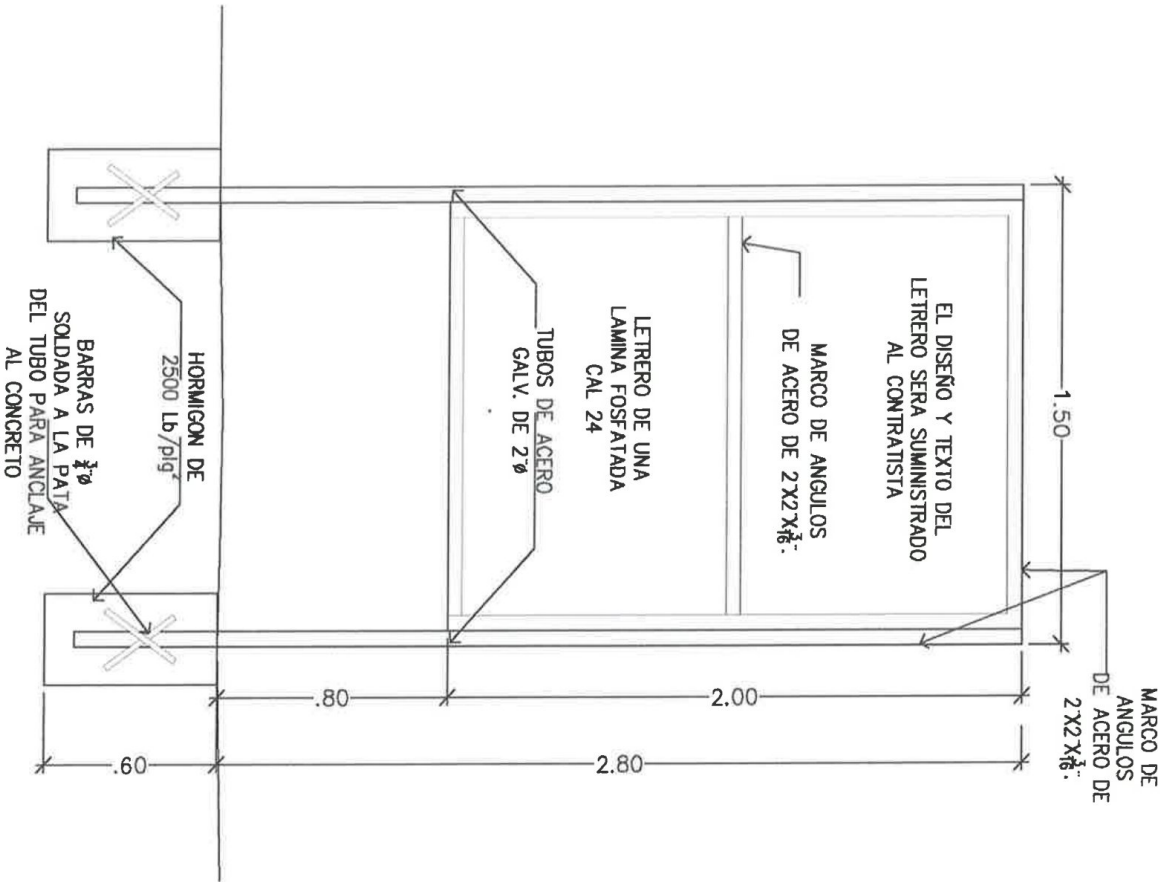 MARCO DE
ANGULOS
DE ACERO DE
2"X2"X3/16".
1.50
EL DISEÑO Y TEXTO DEL
LETRERO SERA SUMINISTRADO
AL CONTRATISTA
MARCO DE ANGULOS
DE ACERO DE 2"X2"X3/16".
2.00
2.80
LETRERO DE UNA
LAMINA FOSFATADA
CAL 24
TUBOS DE ACERO
GALV. DE 2"Ø
.80
HORMIGON DE
2500 Lb/plg²
.60
BARRAS DE 3/4"Ø
SOLDADA A LA PATA
DEL TUBO PARA ANCLAJE
AL CONCRETO